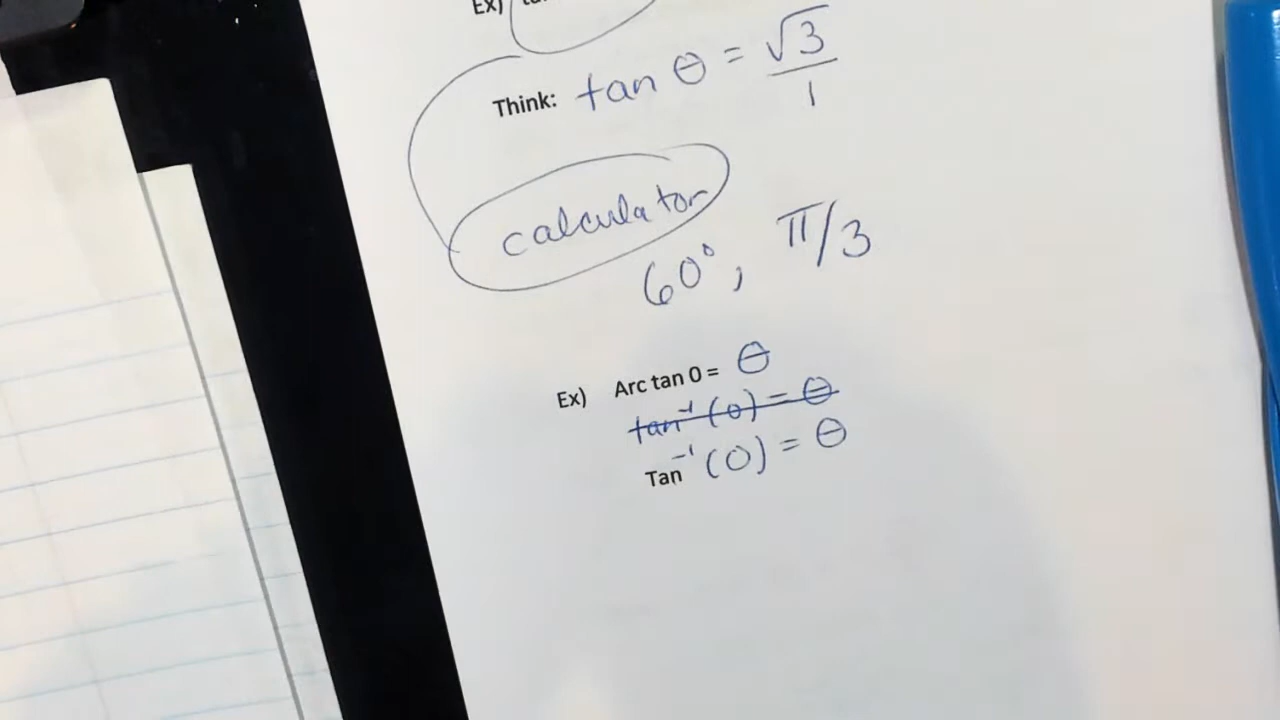 Ex)
Think: tan θ = √3/1
calculator
60°, π/3
Ex) Arc tan 0 = θ
tan⁻¹ (0) = θ
Tan⁻¹ (0) = θ